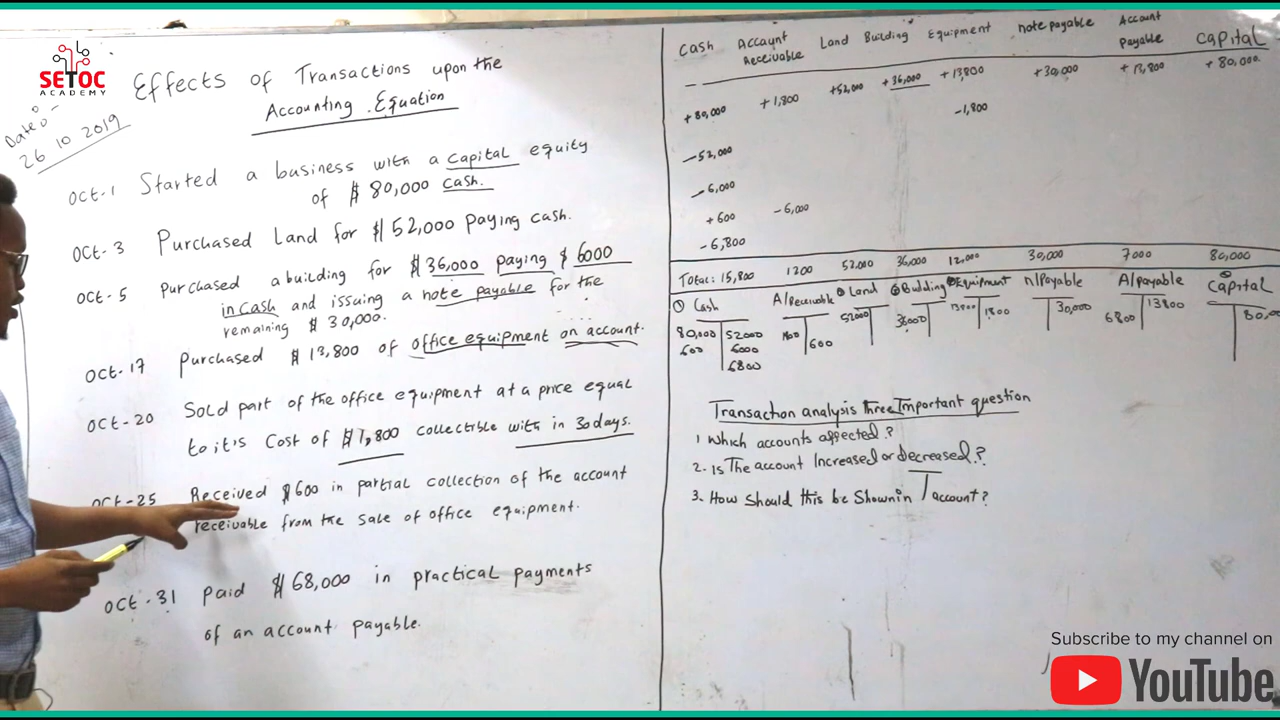 SETOC
ACADEMY
Date:-
26 10 2019
Effects of Transactions upon the
Accounting Equation
OCT-1 Started a business with a capital equity
of $80,000 cash.
OCT-3 Purchased Land for $52,000 paying cash.
OCT-5 Purchased a building for $36,000 paying $6000
in cash and issuing a note payable for the
remaining $30,000.
OCT-17 Purchased $13,800 of office equipment on account.
OCT-20 Sold part of the office equipment at a price equal
to it's Cost of $1,800 collectible with in 30 days.
OCT-25 Received $600 in partial collection of the account
receivable from the sale of office equipment.
OCT-31 Paid $68,000 in practical payments
of an account payable.
Cash Account Receivable Land Building Equipment note payable Account Payable Capital
+80,000 +1,800 +52,000 +36,000 +13,800 +30,000 +13,800 +80,000
-1,800
-52,000
-6,000
+600 -6,000
-6,800
Total: 15,800 1200 52,000 36,000 12,000 30,000 7000 80,000
① Cash A/Receivable Land Building Equipment n/Payable A/payable Capital
80,000 52000 52000 36000 1800 30,000 6800 13800
600 6000 600
6800
Transaction analysis three Important question
1 Which accounts affected?
2. Is The account Increased or decreased?
3. How should this be Shown in T account?
Subscribe to my channel on
YouTube